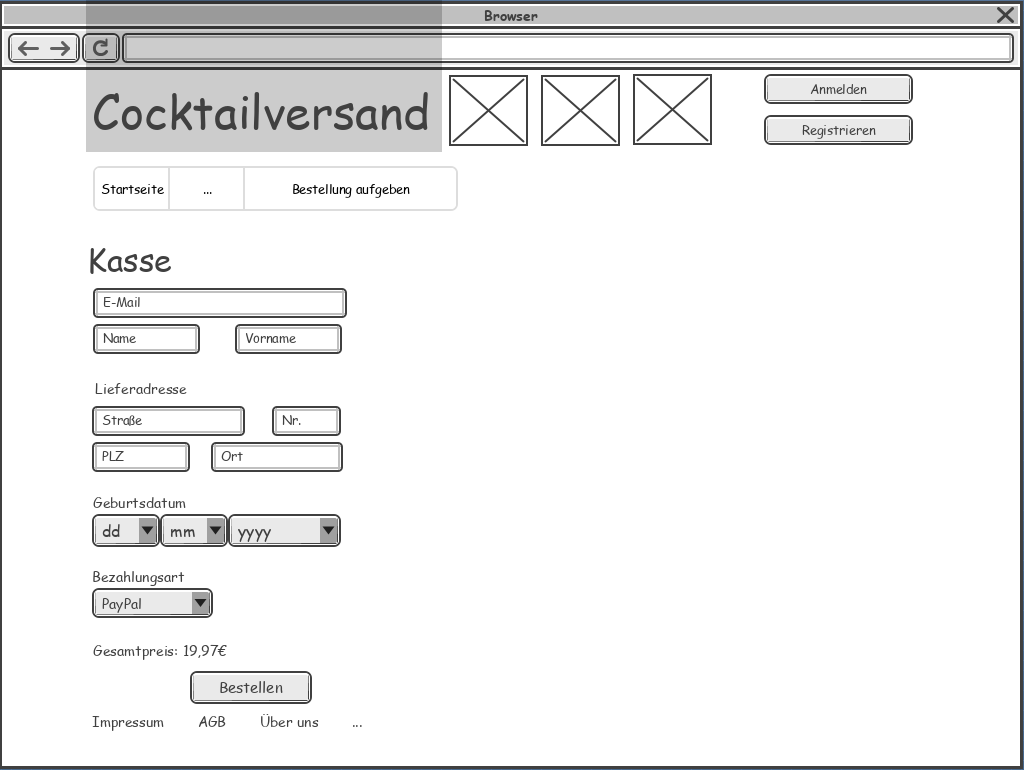 Browser
Cocktailversand
Anmelden
Registrieren
Startseite ... Bestellung aufgeben
Kasse
E-Mail
Name Vorname
Lieferadresse
Straße Nr.
PLZ Ort
Geburtsdatum
dd mm yyyy
Bezahlungsart
PayPal
Gesamtpreis: 19,97€
Bestellen
Impressum AGB Über uns ...